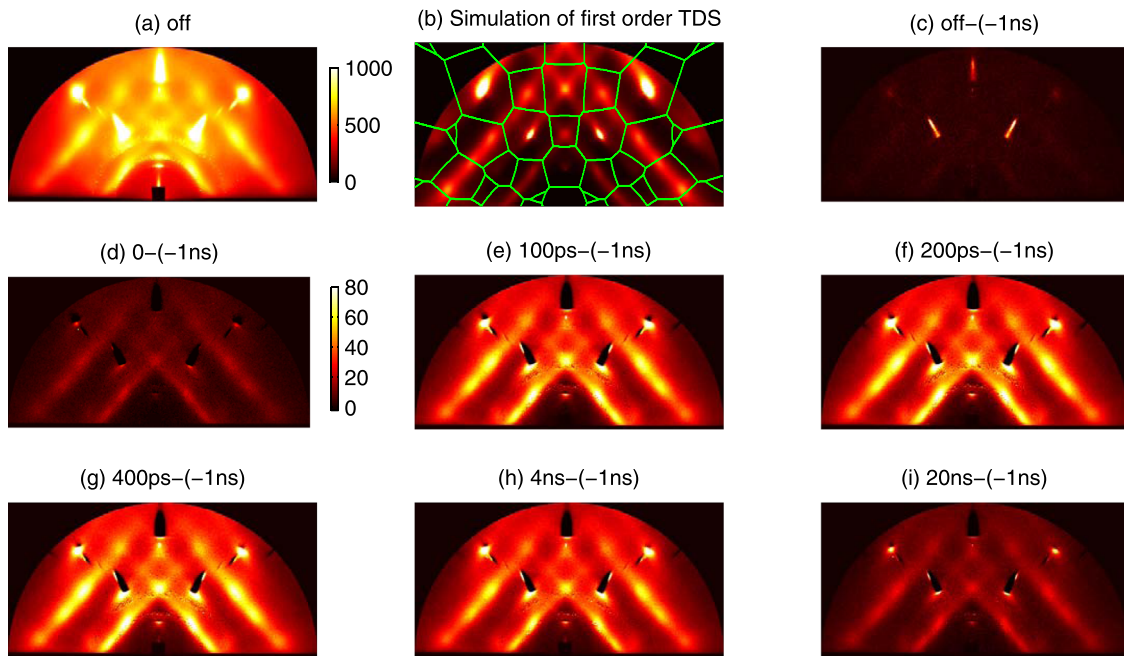 (a) off
(b) Simulation of first order TDS
(c) off−(−1ns)
1000
500
0
(d) 0−(−1ns)
(e) 100ps−(−1ns)
(f) 200ps−(−1ns)
80
60
40
20
0
(g) 400ps−(−1ns)
(h) 4ns−(−1ns)
(i) 20ns−(−1ns)